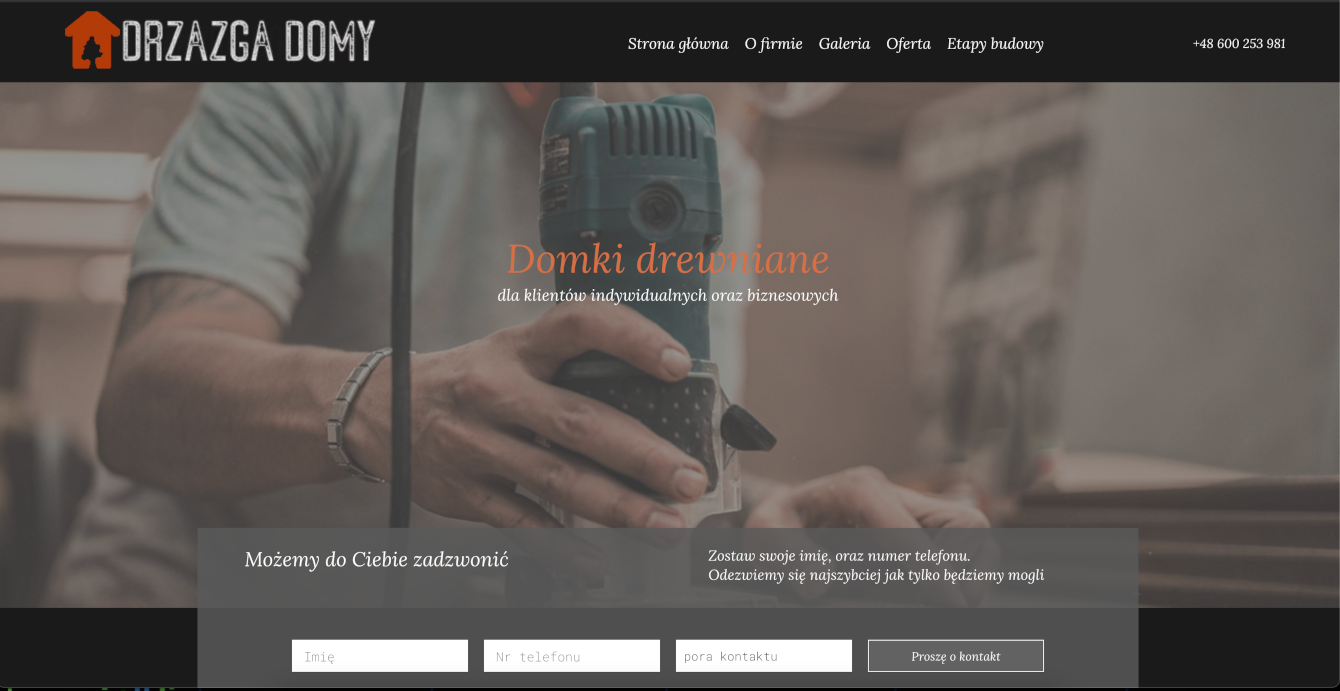 DRZAZGA DOMY
Strona główna O firmie Galeria Oferta Etapy budowy
+48 600 253 981
Domki drewniane
dla klientów indywidualnych oraz biznesowych
Możemy do Ciebie zadzwonić
Zostaw swoje imię, oraz numer telefonu.
Odezwiemy się najszybciej jak tylko będziemy mogli
Imię
Nr telefonu
pora kontaktu
Proszę o kontakt